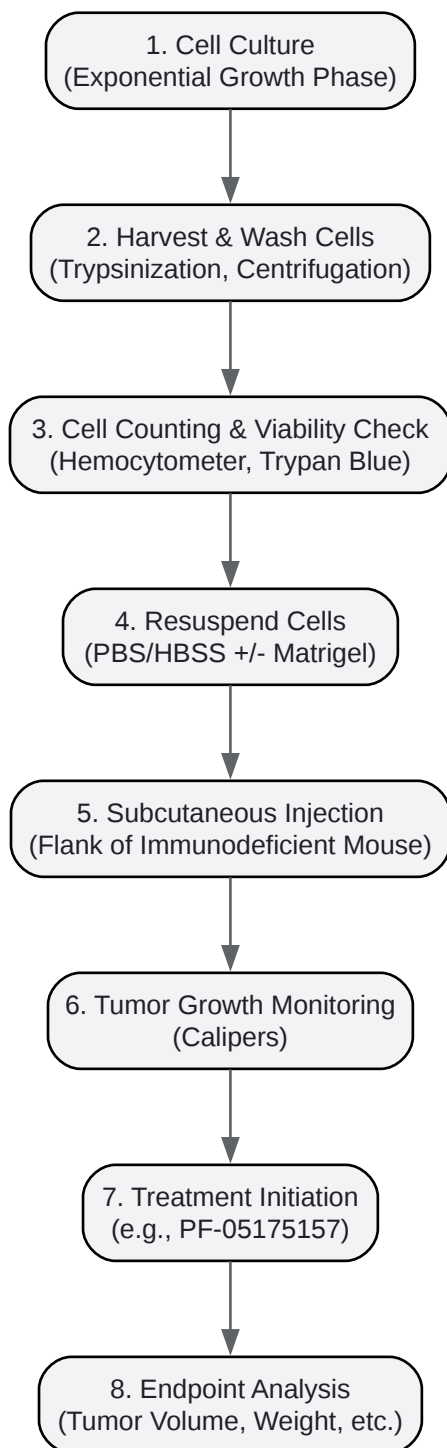 1. Cell Culture
(Exponential Growth Phase)
2. Harvest & Wash Cells
(Trypsinization, Centrifugation)
3. Cell Counting & Viability Check
(Hemocytometer, Trypan Blue)
4. Resuspend Cells
(PBS/HBSS +/- Matrigel)
5. Subcutaneous Injection
(Flank of Immunodeficient Mouse)
6. Tumor Growth Monitoring
(Calipers)
7. Treatment Initiation
(e.g., PF-05175157)
8. Endpoint Analysis
(Tumor Volume, Weight, etc.)